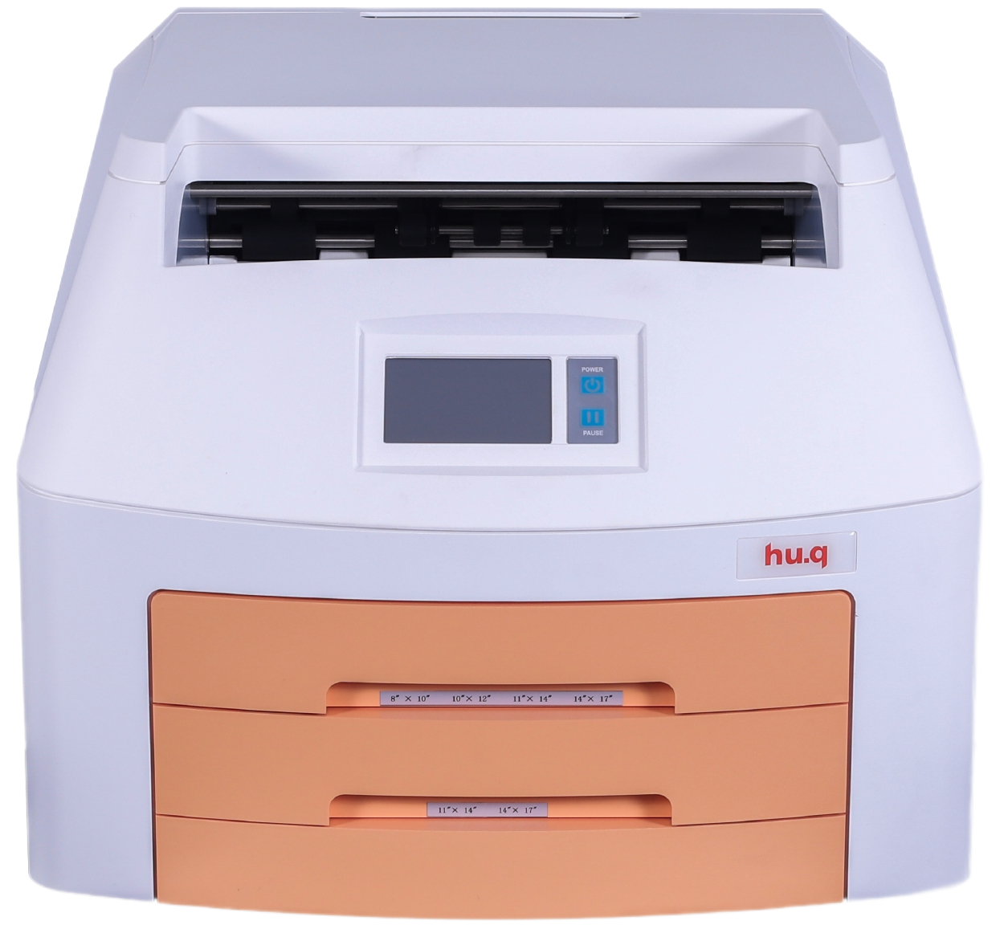 POWER
PAUSE
hu.q
8″ × 10″ 10″× 12″ 11″× 14″ 14″× 17″
11″× 14″ 14″× 17″